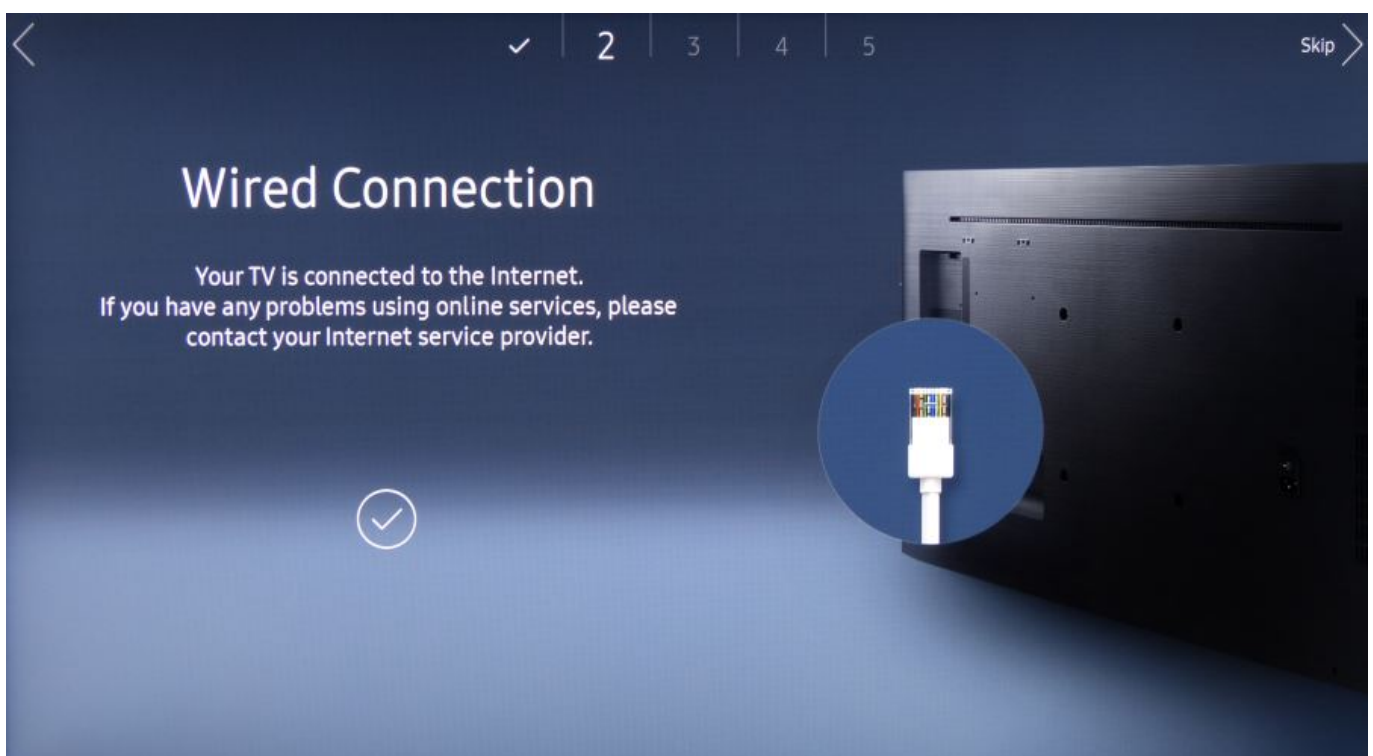 2 3 4 5
Skip
Wired Connection
Your TV is connected to the Internet.
If you have any problems using online services, please
contact your Internet service provider.